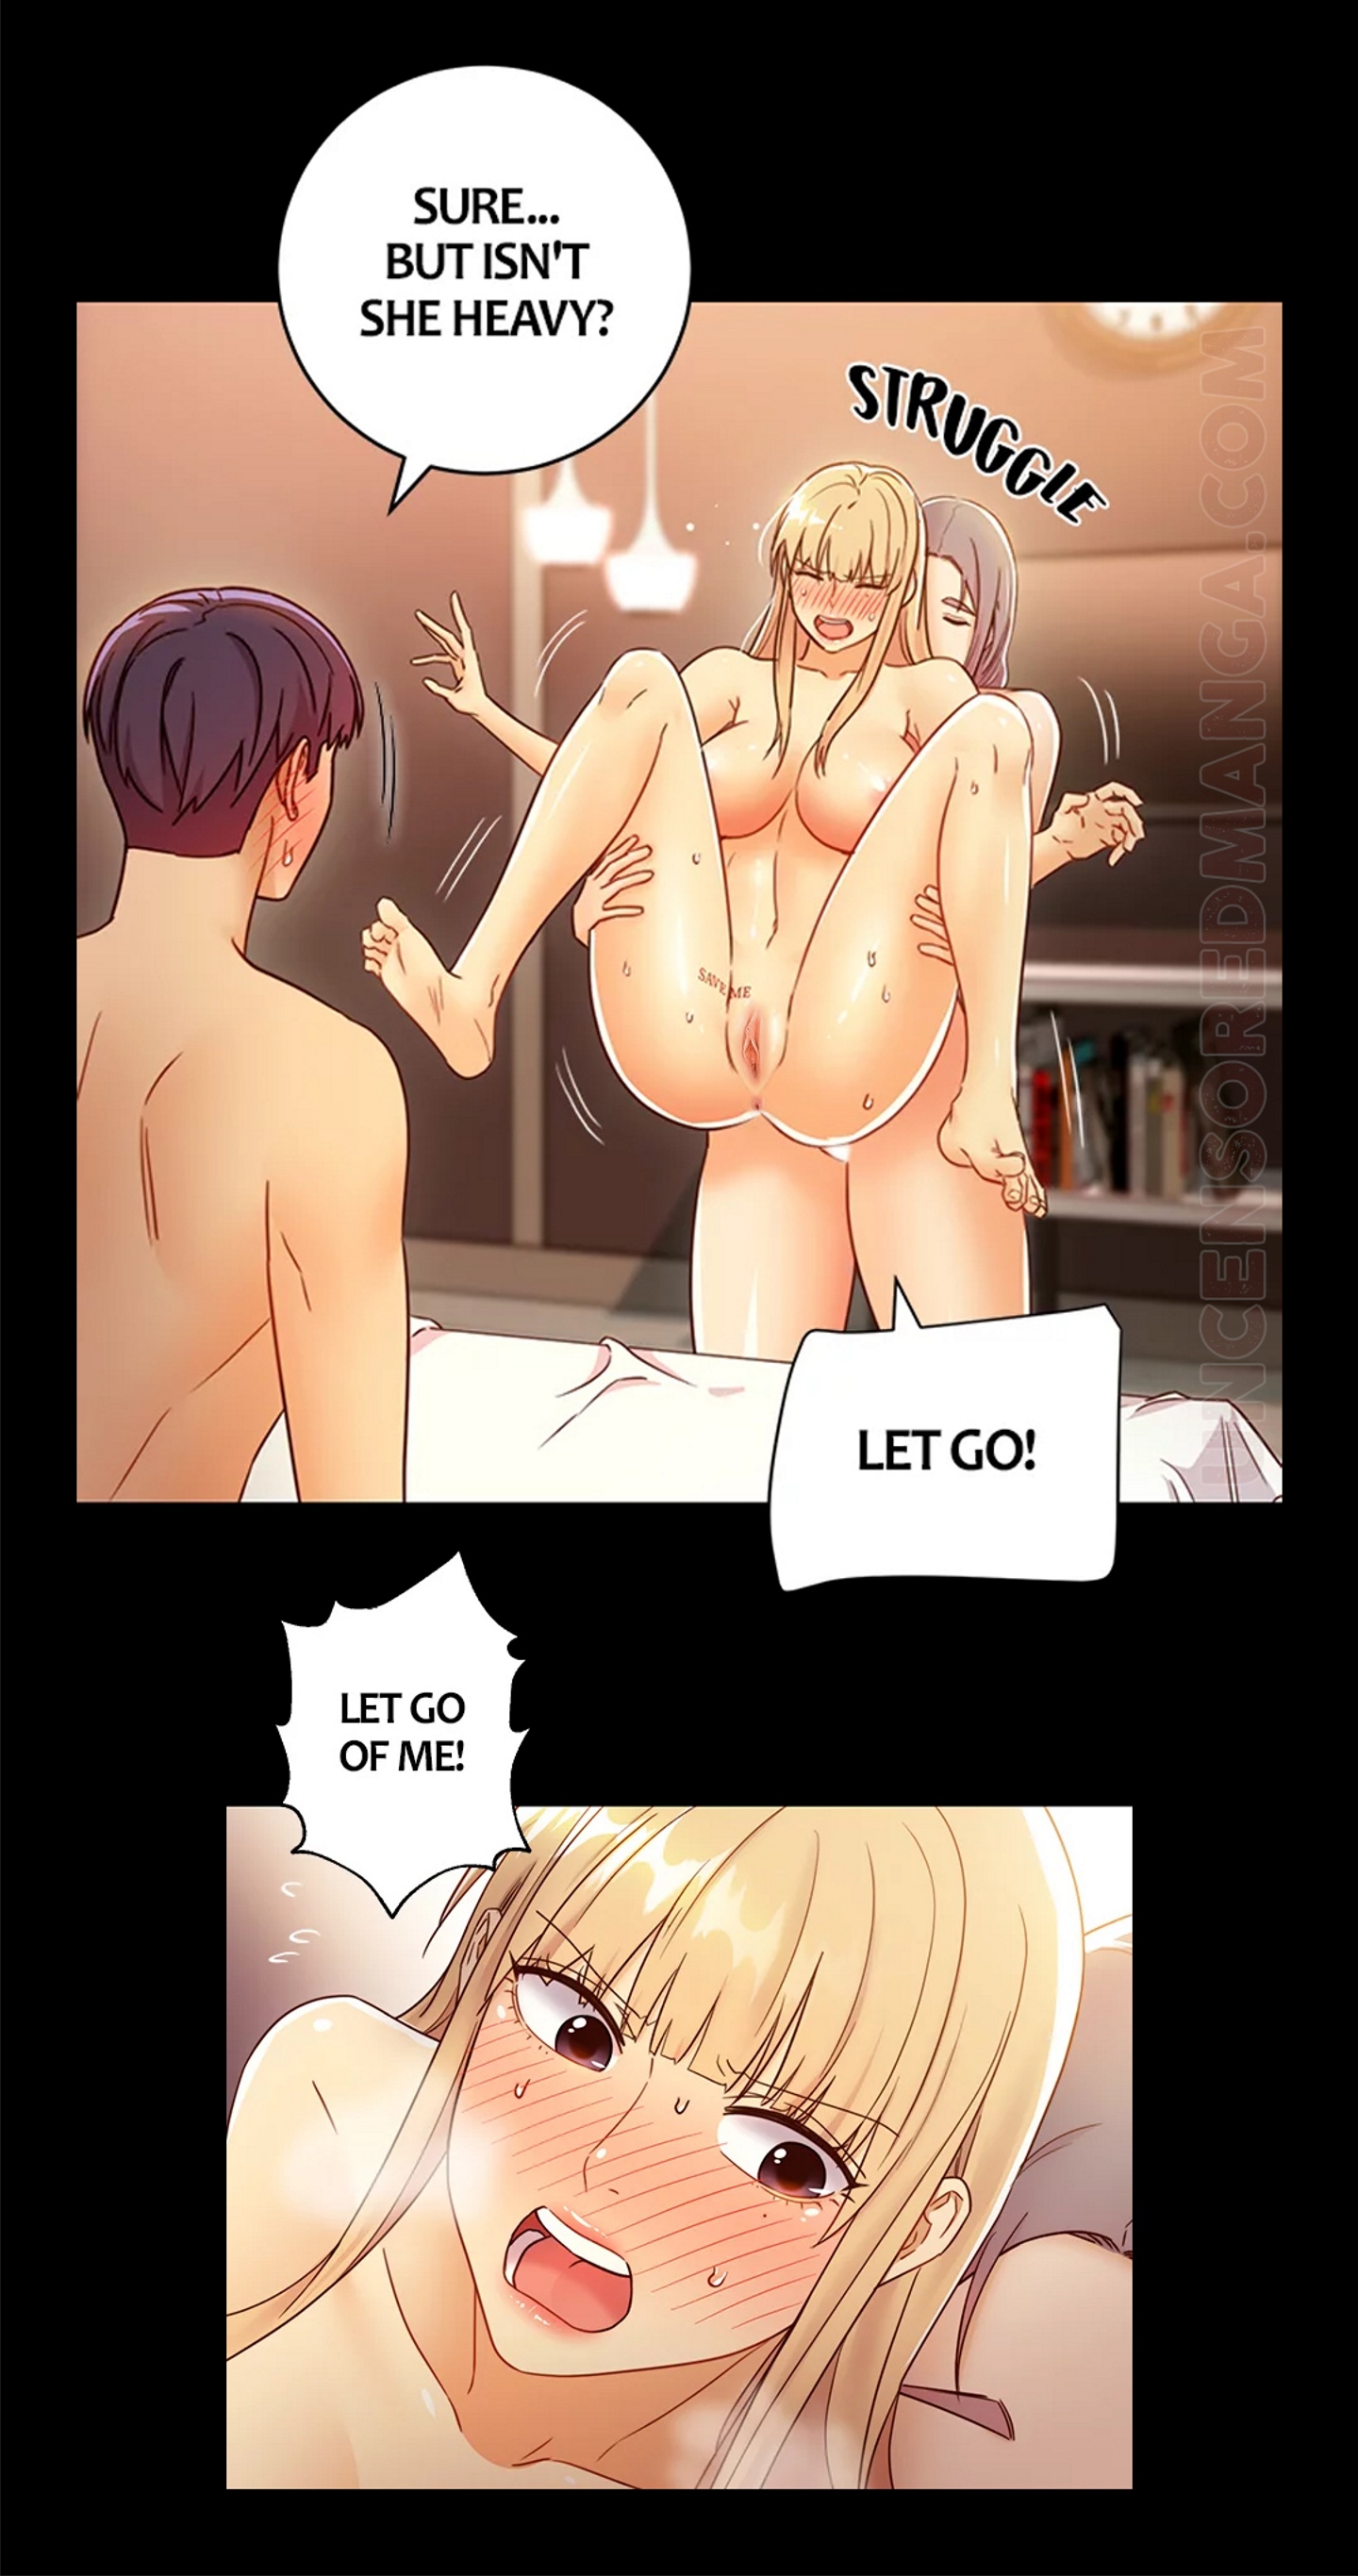 SURE...
BUT ISN'T
SHE HEAVY?
STRUGGLE
SAVE ME
LET GO!
LET GO
OF ME!
UNCENSOREDMANGA.COM